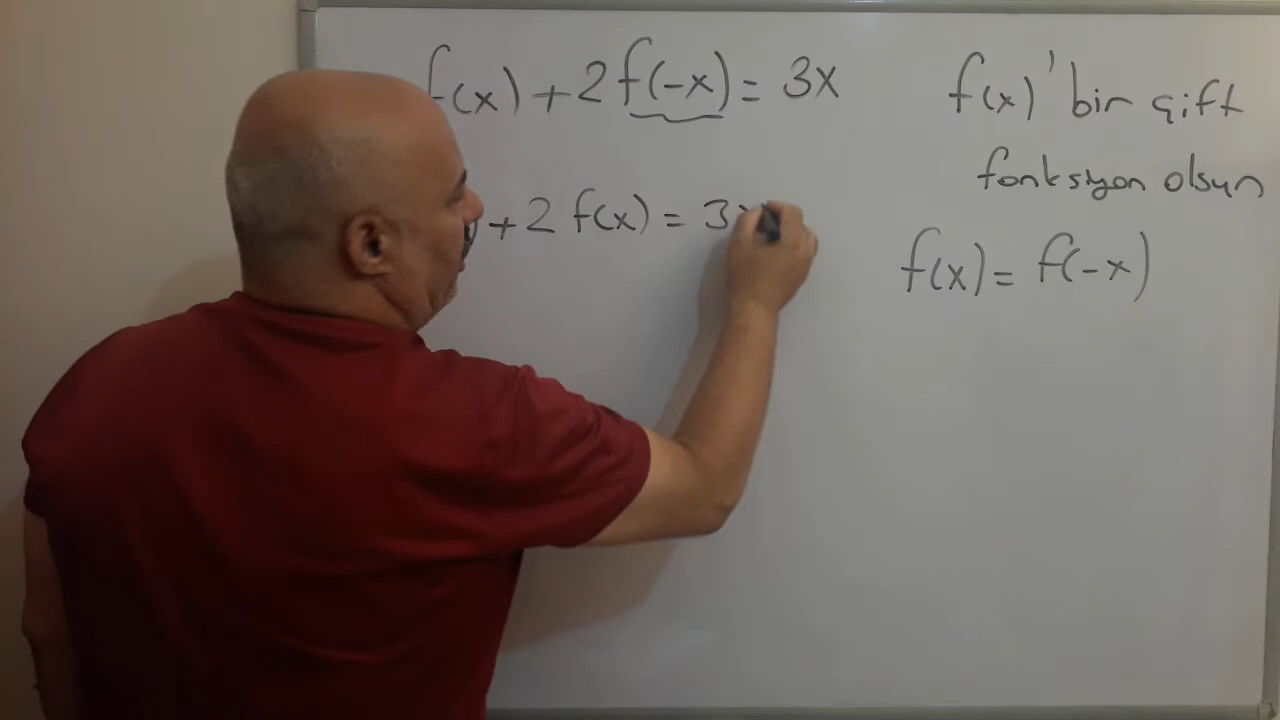 f(x) + 2f(-x) = 3x
+ 2 f(x) = 3
f(x)' bir çift
fonksiyon olsun
f(x) = f(-x)